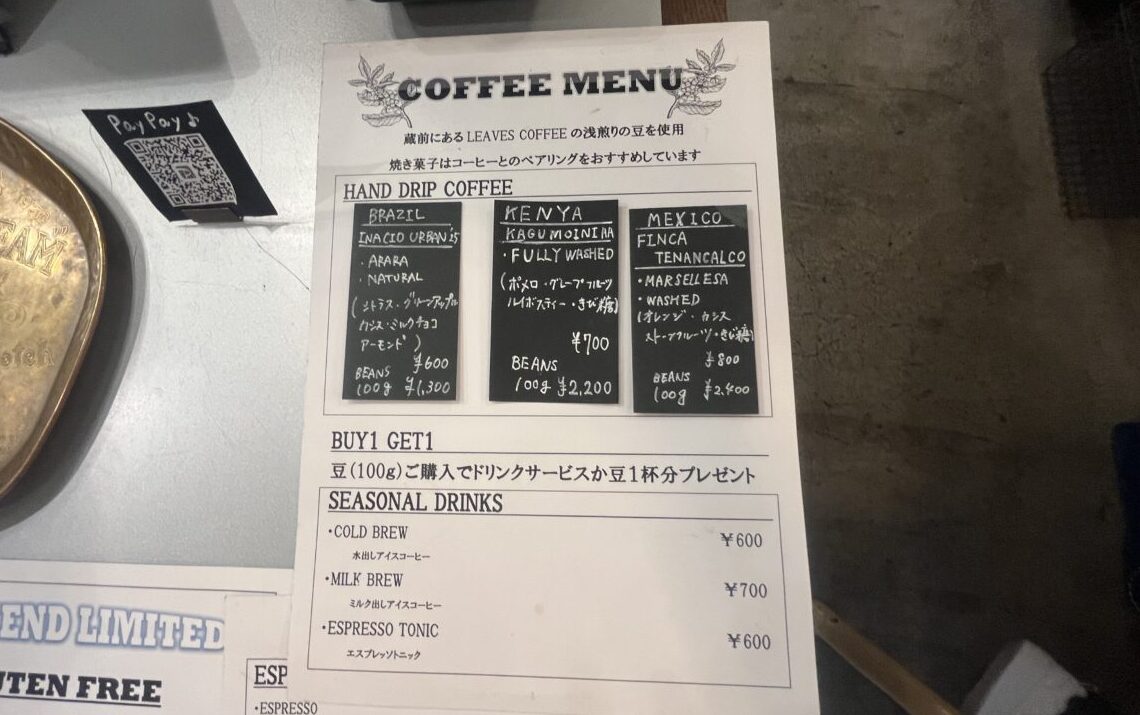 PayPay♪
COFFEE MENU
蔵前にあるLEAVES COFFEEの浅煎りの豆を使用
焼き菓子はコーヒーとのペアリングをおすすめしています
HAND DRIP COFFEE
BRAZIL
INACIO URBANIS
・ARARA
・NATURAL
(シトラス・グリーンアップル
カシス・ミルクチョコ
アーモンド)
¥600
BEANS
100g ¥1,300
KENYA
KAGUMOINI AA
・FULLY WASHED
(ポメロ・グレープフルーツ
ルイボスティー・きび糖)
¥700
BEANS
100g ¥2,200
MEXICO
FINCA
TENANCALCO
・MARSELLESA
・WASHED
(オレンジ・カシス
ストーンフルーツ・きび糖)
¥800
BEANS
100g ¥2,400
BUY1 GET1
豆(100g)ご購入でドリンクサービスか豆1杯分プレゼント
SEASONAL DRINKS
・COLD BREW ¥600
水出しアイスコーヒー
・MILK BREW ¥700
ミルク出しアイスコーヒー
・ESPRESSO TONIC ¥600
エスプレッソトニック
END LIMITED
UTEN FREE
ESP
・ESPRESSO